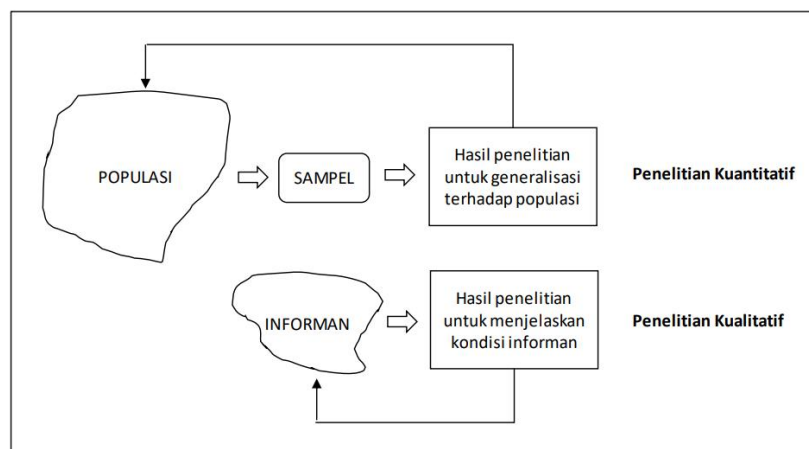 POPULASI
SAMPEL
Hasil penelitian
untuk generalisasi
terhadap populasi
Penelitian Kuantitatif
INFORMAN
Hasil penelitian
untuk menjelaskan
kondisi informan
Penelitian Kualitatif